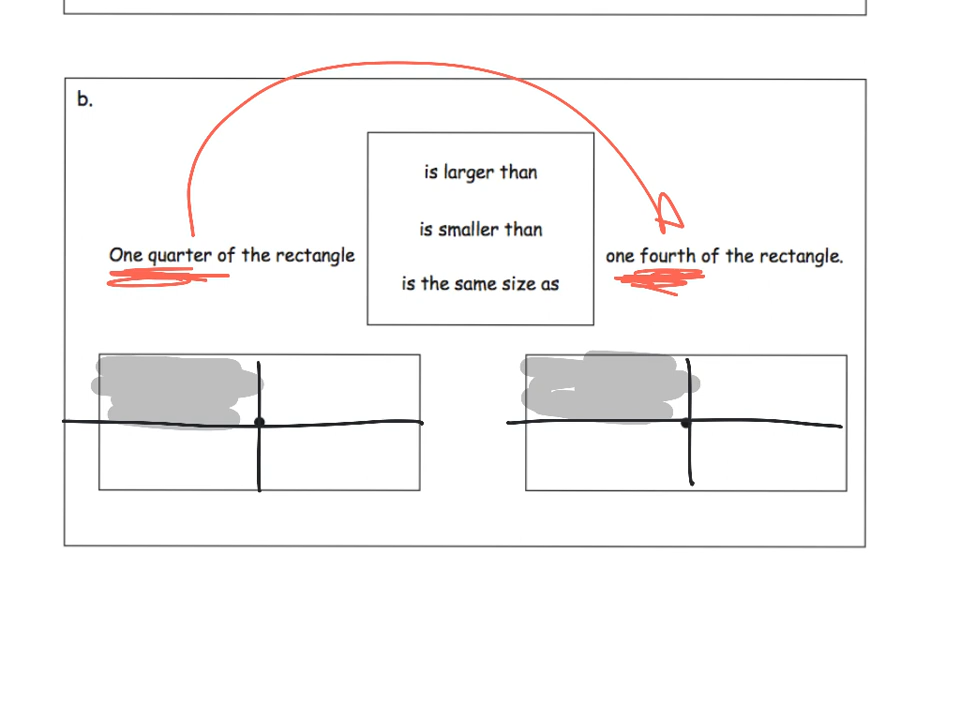 b.
is larger than
is smaller than
One quarter of the rectangle
one fourth of the rectangle.
is the same size as